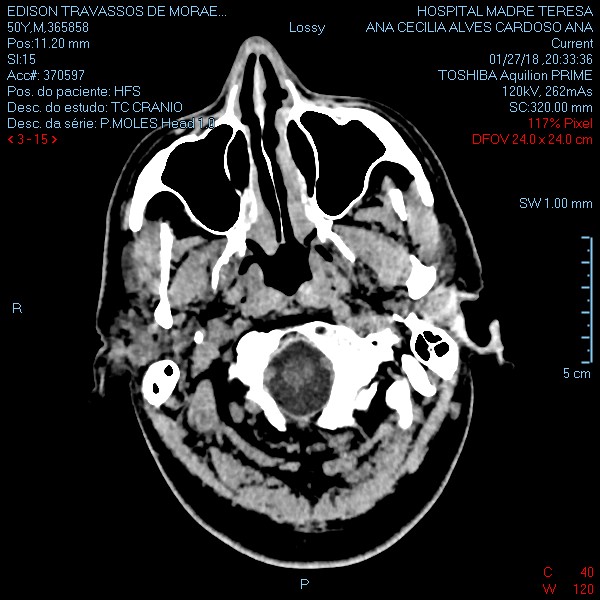 EDISON TRAVASSOS DE MORAE...
50Y,M,365858
Pos:11.20 mm
SI:15
Acc#: 370597
Pos. do paciente: HFS
Desc. do estudo: TC CRANIO
Desc. da série: P.MOLES Head 1.0
< 3 - 15 >
Lossy
HOSPITAL MADRE TERESA
ANA CECILIA ALVES CARDOSO ANA
Current
01/27/18 ,20:33:36
TOSHIBA Aquilion PRIME
120kV, 262mAs
SC:320.00 mm
117% Pixel
DFOV 24.0 x 24.0 cm
SW 1.00 mm
R
5 cm
P
C 40
W 120